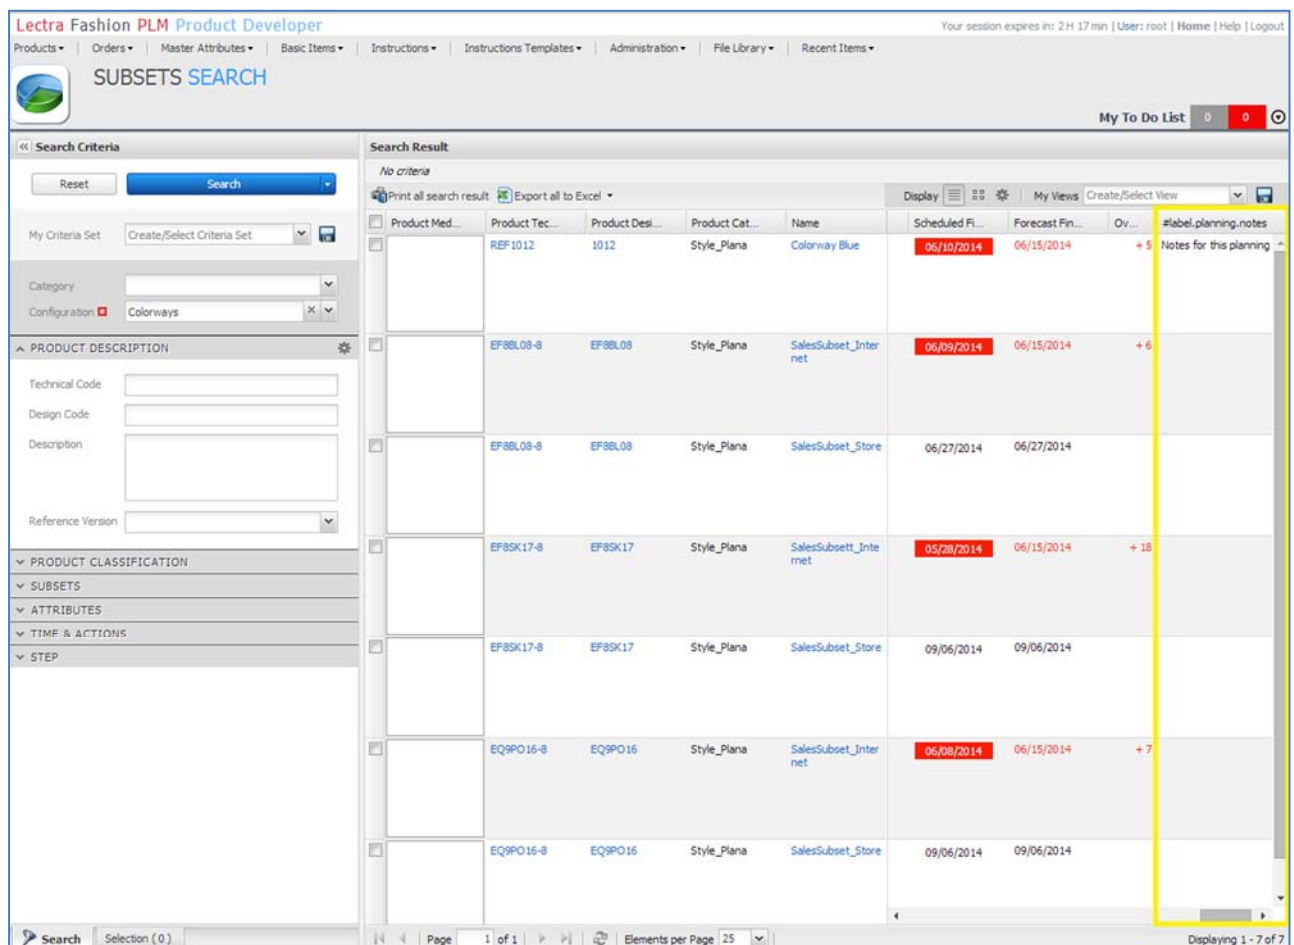 Lectra Fashion PLM Product Developer
Your session expires in: 2 H 17 min | User: root | Home | Help | Logout
Products Orders Master Attributes Basic Items Instructions Instructions Templates Administration File Library Recent Items
SUBSETS SEARCH
My To Do List 0 0
Search Criteria
Reset Search
My Criteria Set Create/Select Criteria Set
Category
Configuration Colorways
PRODUCT DESCRIPTION
Technical Code
Design Code
Description
Reference Version
PRODUCT CLASSIFICATION
SUBSETS
ATTRIBUTES
TIME & ACTIONS
STEP
Search Selection ( 0 )
Search Result
No criteria
Print all search result Export all to Excel Display My Views Create/Select View
Product Med... Product Tec... Product Desi... Product Cat... Name Scheduled Fi... Forecast Fin... Ov... #label.planning.notes
REF1012 1012 Style_Plana Colorway Blue 06/10/2014 06/15/2014 + 5 Notes for this planning
EF8BL08-8 EF8BL08 Style_Plana SalesSubset_Inter 06/09/2014 06/15/2014 + 6
net
EF8BL08-8 EF8BL08 Style_Plana SalesSubset_Store 06/27/2014 06/27/2014
EF8SK17-8 EF8SK17 Style_Plana SalesSubsett_Inte 05/28/2014 06/15/2014 + 18
rnet
EF8SK17-8 EF8SK17 Style_Plana SalesSubset_Store 09/06/2014 09/06/2014
EQ9PO16-8 EQ9PO16 Style_Plana SalesSubset_Inter 06/08/2014 06/15/2014 + 7
net
EQ9PO16-8 EQ9PO16 Style_Plana SalesSubset_Store 09/06/2014 09/06/2014
Page 1 of 1 Elements per Page 25 Displaying 1 - 7 of 7